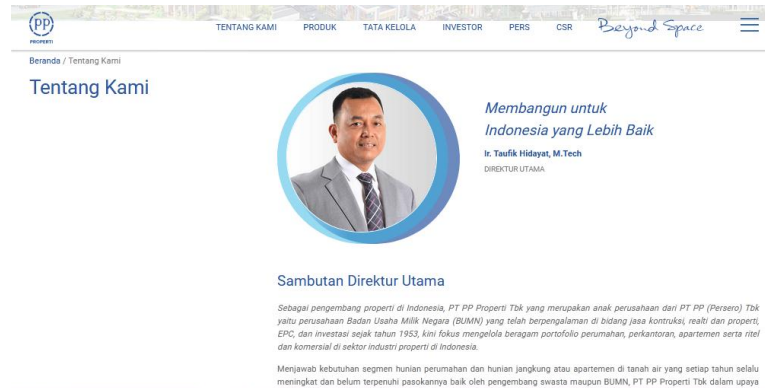 PP
PROPERTI
TENTANG KAMI PRODUK TATA KELOLA INVESTOR PERS CSR Beyond Space
Beranda / Tentang Kami
Tentang Kami
Membangun untuk
Indonesia yang Lebih Baik
Ir. Taufik Hidayat, M.Tech
DIREKTUR UTAMA
Sambutan Direktur Utama
Sebagai pengembang properti di Indonesia, PT PP Properti Tbk yang merupakan anak perusahaan dari PT PP (Persero) Tbk
yaitu perusahaan Badan Usaha Milik Negara (BUMN) yang telah berpengalaman di bidang jasa kontruksi, realti dan properti,
EPC, dan investasi sejak tahun 1953, kini fokus mengelola beragam portofolio perumahan, perkantoran, apartemen serta ritel
dan komersial di sektor industri properti di Indonesia.
Menjawab kebutuhan segmen hunian perumahan dan hunian jangkung atau apartemen di tanah air yang setiap tahun selalu
meningkat dan belum terpenuhi pasokannya baik oleh pengembang swasta maupun BUMN, PT PP Properti Tbk dalam upaya